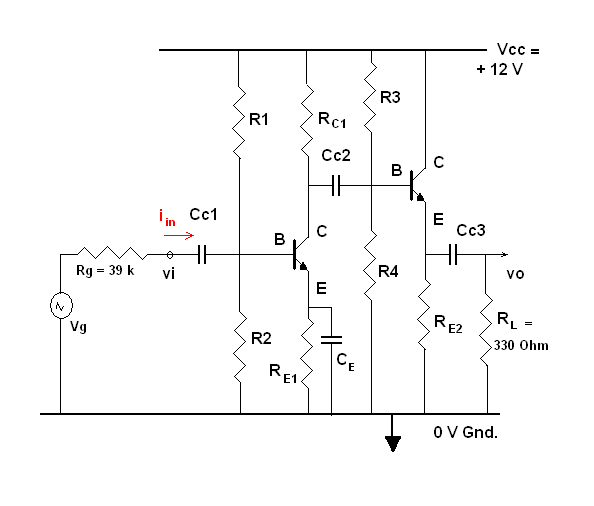 Vcc =
+ 12 V
R1
RC1
R3
Cc2
B
C
Cc1
iin
B
C
E
Cc3
Rg = 39 k
vi
R4
vo
E
Vg
R2
RE1
CE
RE2
RL =
330 Ohm
0 V Gnd.